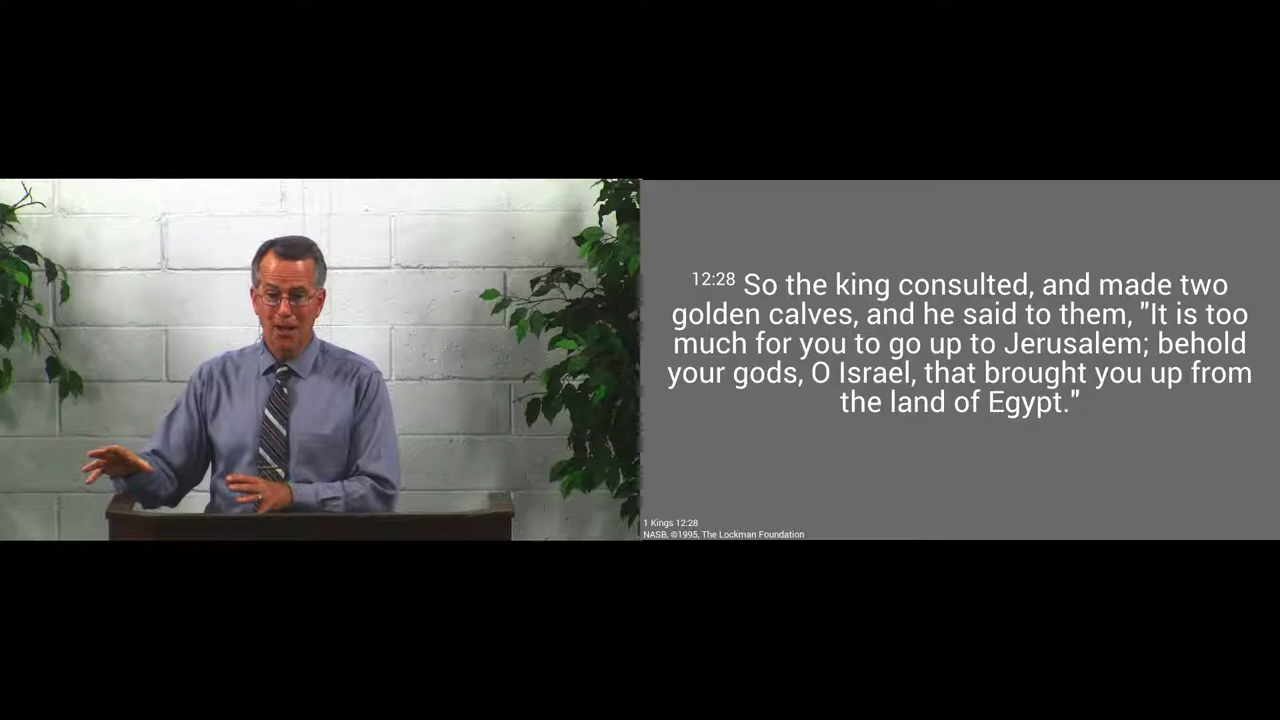 12:28 So the king consulted, and made two
golden calves, and he said to them, "It is too
much for you to go up to Jerusalem; behold
your gods, O Israel, that brought you up from
the land of Egypt."
1 Kings 12:28
NASB, ©1995, The Lockman Foundation